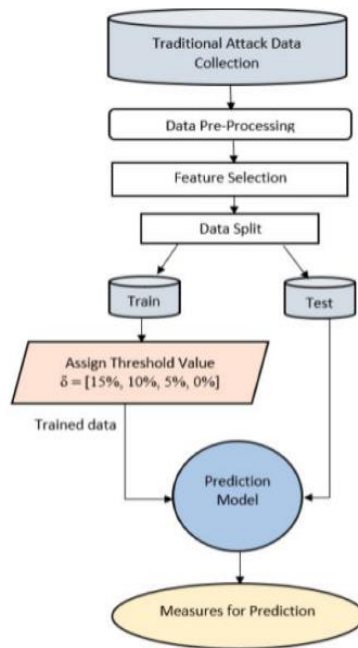 Traditional Attack Data
Collection
Data Pre-Processing
Feature Selection
Data Split
Train
Test
Assign Threshold Value
δ = [15%, 10%, 5%, 0%]
Trained data
Prediction
Model
Measures for Prediction